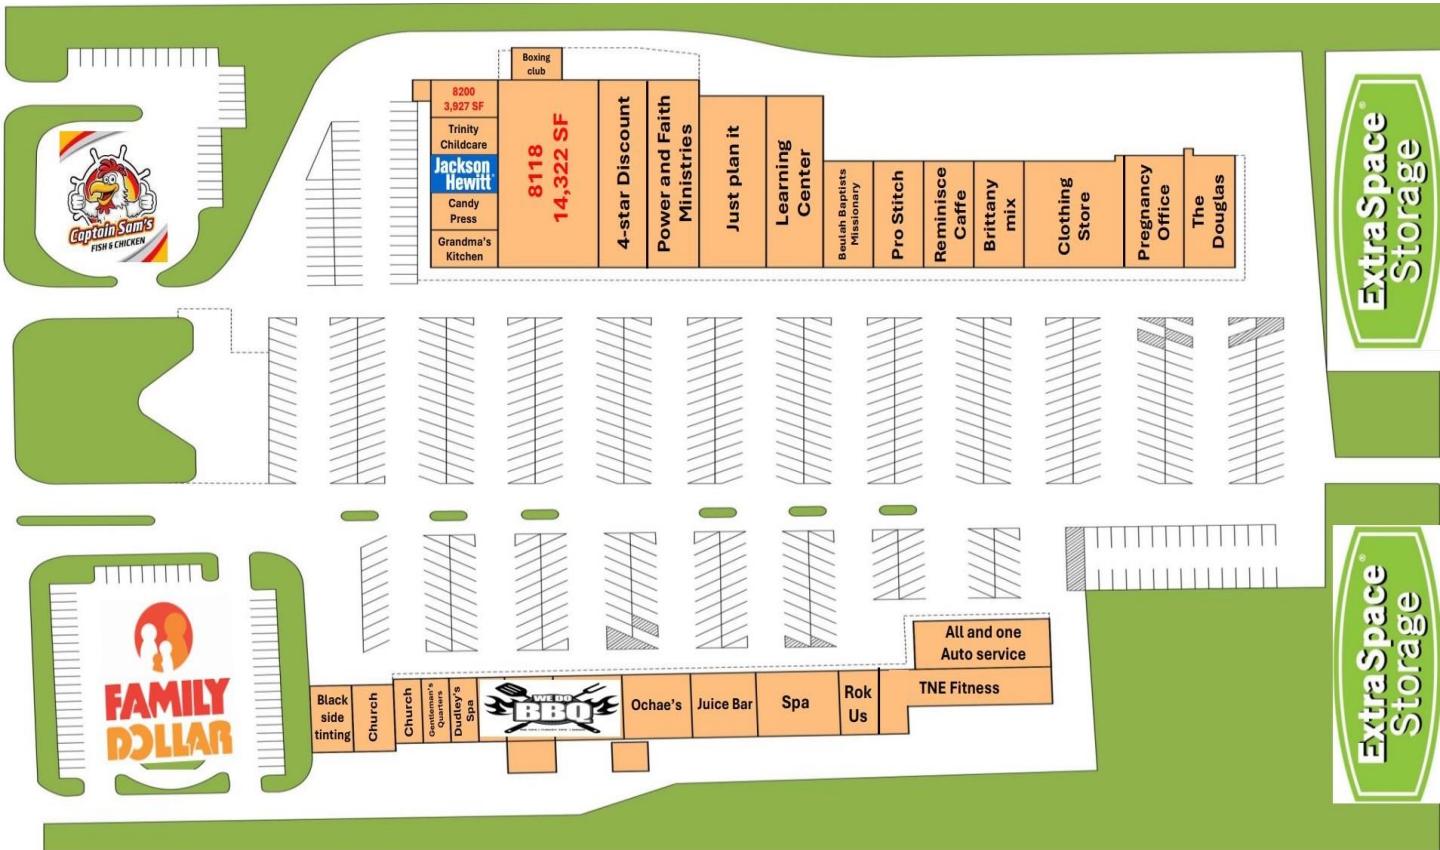 Boxing
club
8200
3,927 SF
Trinity
Childcare
Jackson
Hewitt
Candy
Press
Grandma's
Kitchen
8118
14,322 SF
4-star Discount
Power and Faith
Ministries
Just plan it
Learning
Center
Beulah Baptists
Missionary
Pro Stitch
Reminisce
Caffe
Brittany
mix
Clothing
Store
Pregnancy
Office
The
Douglas
ExtraSpace®
Storage
Captain Sam's
FISH & CHICKEN
FAMILY
DOLLAR
Black
side
tinting
Church
Church
Gentleman's
Quarters
Dudley's
Spa
WE DO
BBQ
Ochae's
Juice Bar
Spa
Rok
Us
All and one
Auto service
TNE Fitness
ExtraSpace®
Storage